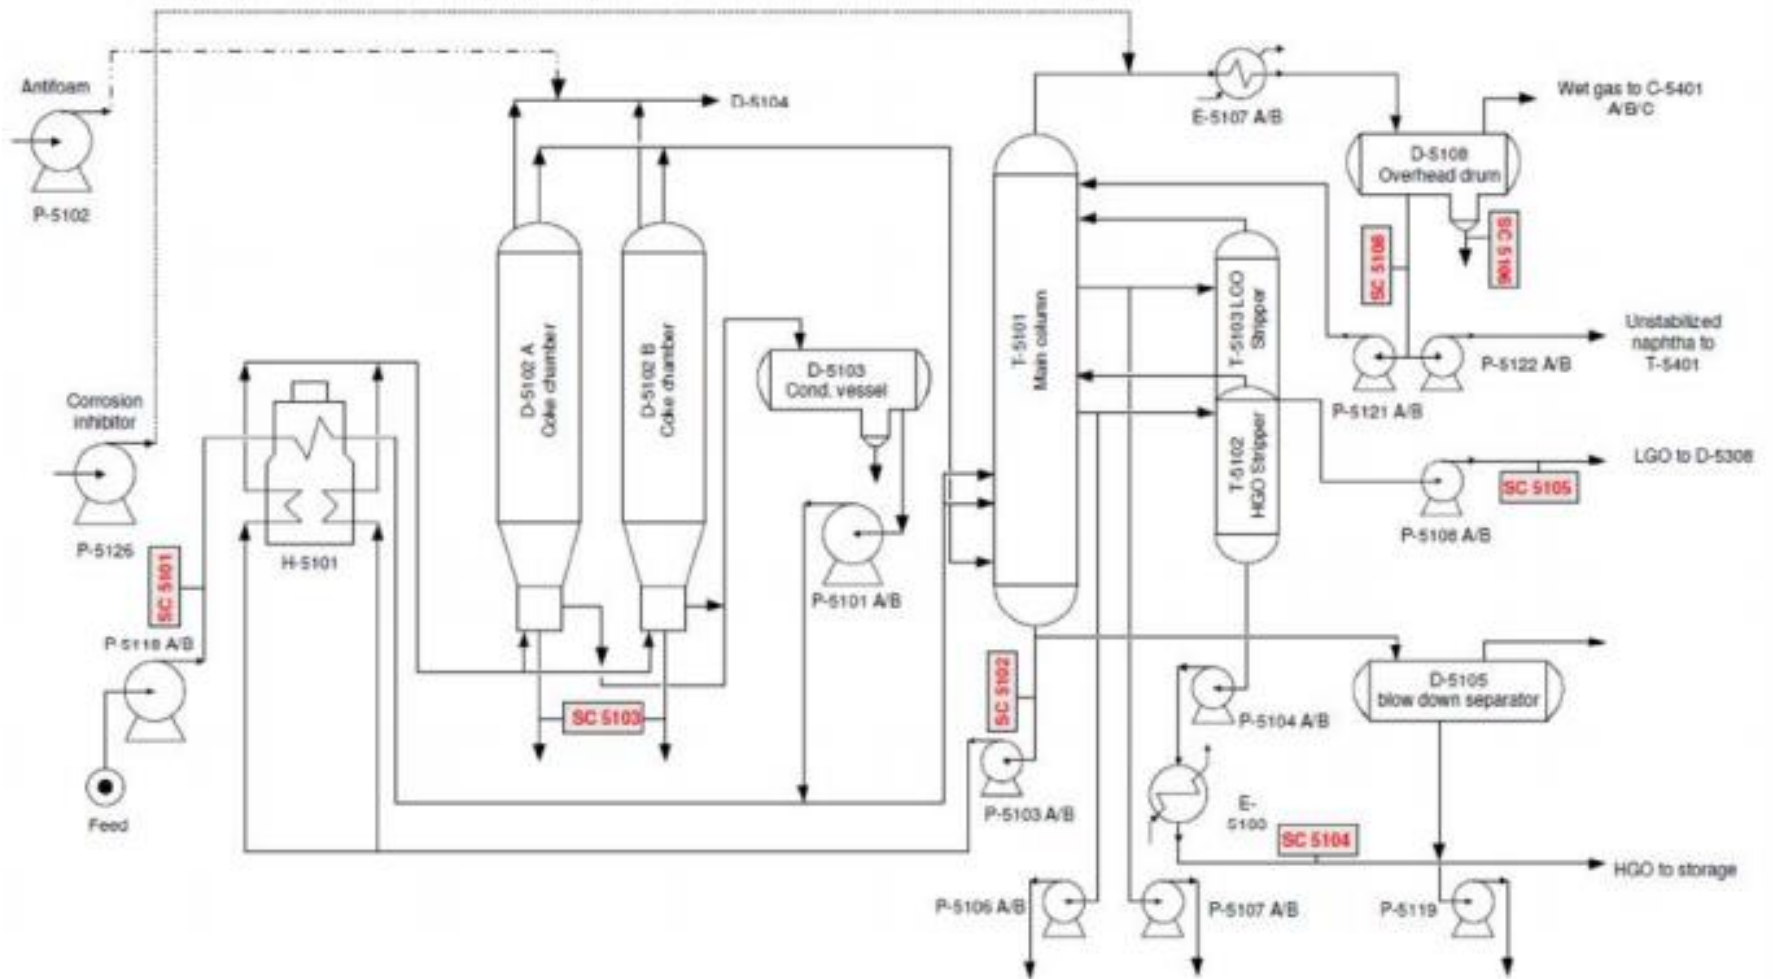 Antifoam
P-5102
D-5104
E-5107 A/B
Wet gas to C-5401
A/B/C
D-5108
Overhead drum
SC 5108
SC 5106
Unstabilized
naphtha to
T-5401
P-5122 A/B
P-5121 A/B
LGO to D-5308
SC 5105
P-5108 A/B
T-5101
Main column
T-5103 LGO
Stripper
T-5102
HGO Stripper
D-5102 A
Coke chamber
D-5102 B
Coke chamber
D-5103
Cond. vessel
P-5101 A/B
Corrosion
inhibitor
P-5126
H-5101
SC 5101
P-5118 A/B
Feed
SC 5103
SC 5102
P-5103 A/B
P-5104 A/B
D-5105
blow down separator
E-
5100
SC 5104
HGO to storage
P-5106 A/B
P-5107 A/B
P-5119